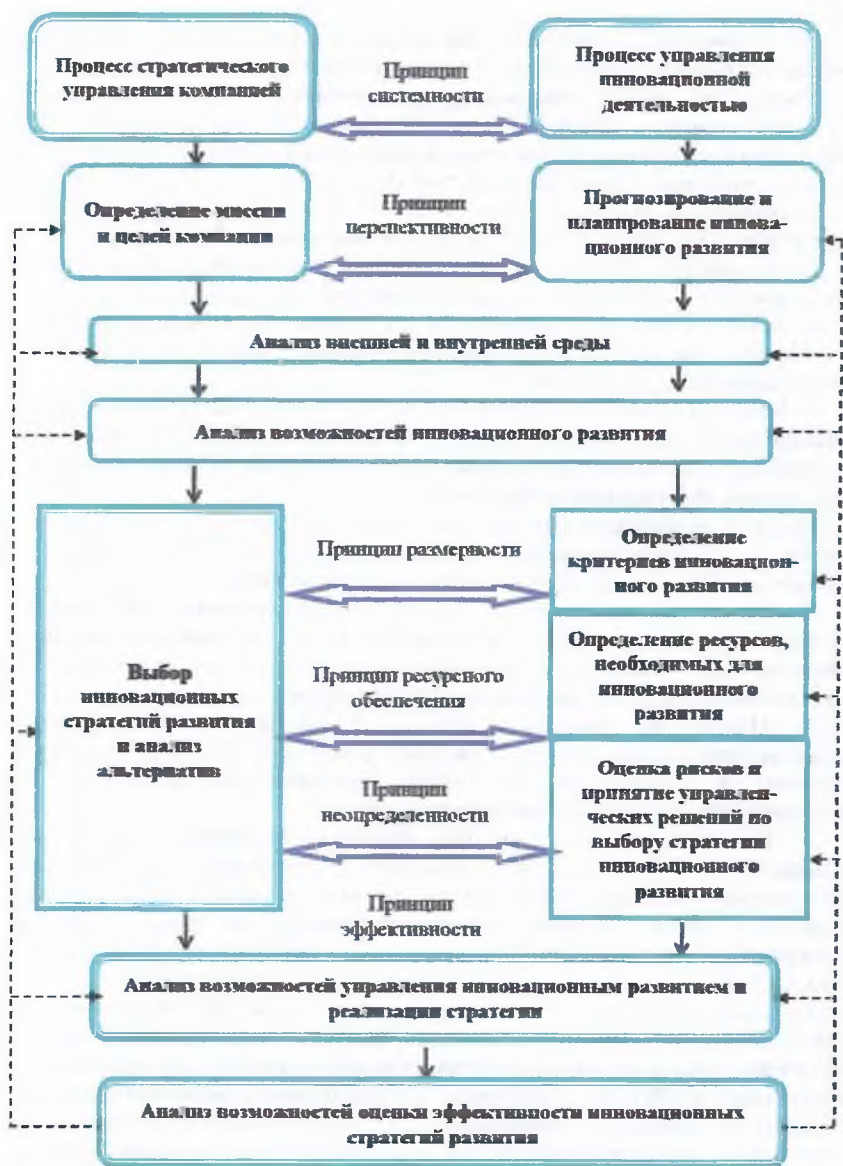 Процесс стратегического
управления компанией
Принцип
системности
Процесс управления
инновационной
деятельностью
Определение миссии
и целей компании
Принцип
перспективности
Прогнозирование и
планирование иннова-
ционного развития
Анализ внешней и внутренней среды
Анализ возможностей инновационного развития
Выбор
инновационных
стратегий развития
и анализ
альтернатив
Принцип размерности
Определение
критериев инновацион-
ного развития
Принцип ресурсного
обеспечения
Определение ресурсов,
необходимых для
инновационного
развития
Принцип
неопределенности
Оценка рисков и
принятие управлен-
ческих решений по
выбору стратегии
инновационного
развития
Принцип
эффективности
Анализ возможностей управления инновационным развитием и
реализации стратегии
Анализ возможностей оценки эффективности инновационных
стратегий развития